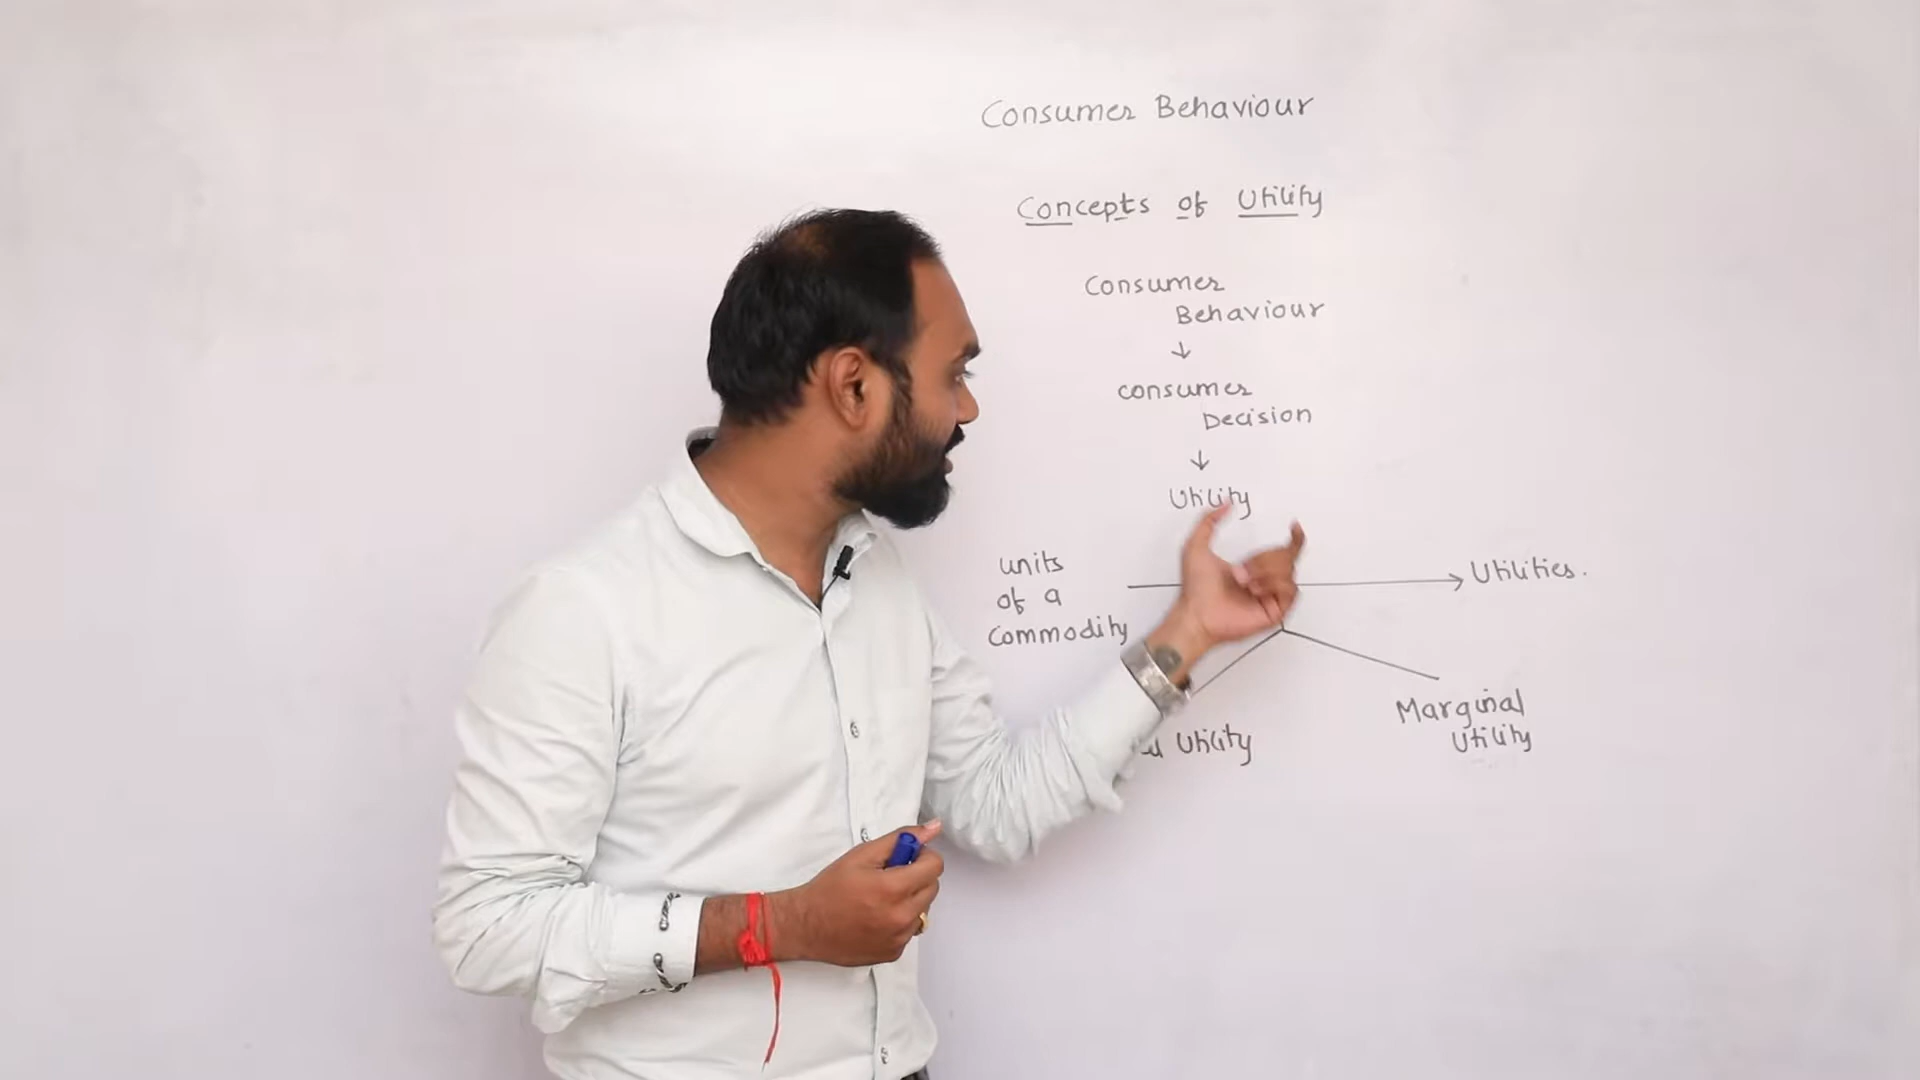 Consumer Behaviour
Concepts of Utility
Consumer
Behaviour
↓
consumer
Decision
↓
Utility
units
of a
Commodity
Utilities.
Utility
Marginal
Utility